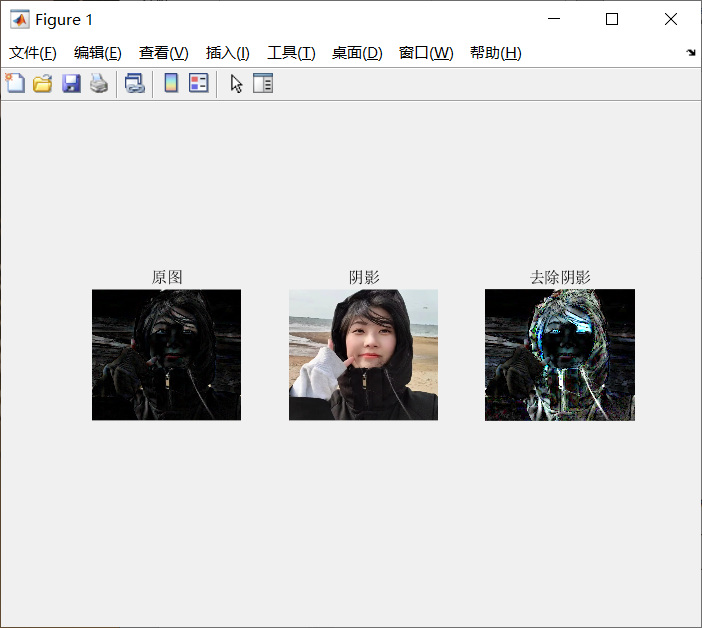 Figure 1
文件(F) 编辑(E) 查看(V) 插入(I) 工具(T) 桌面(D) 窗口(W) 帮助(H)
原图 阴影 去除阴影